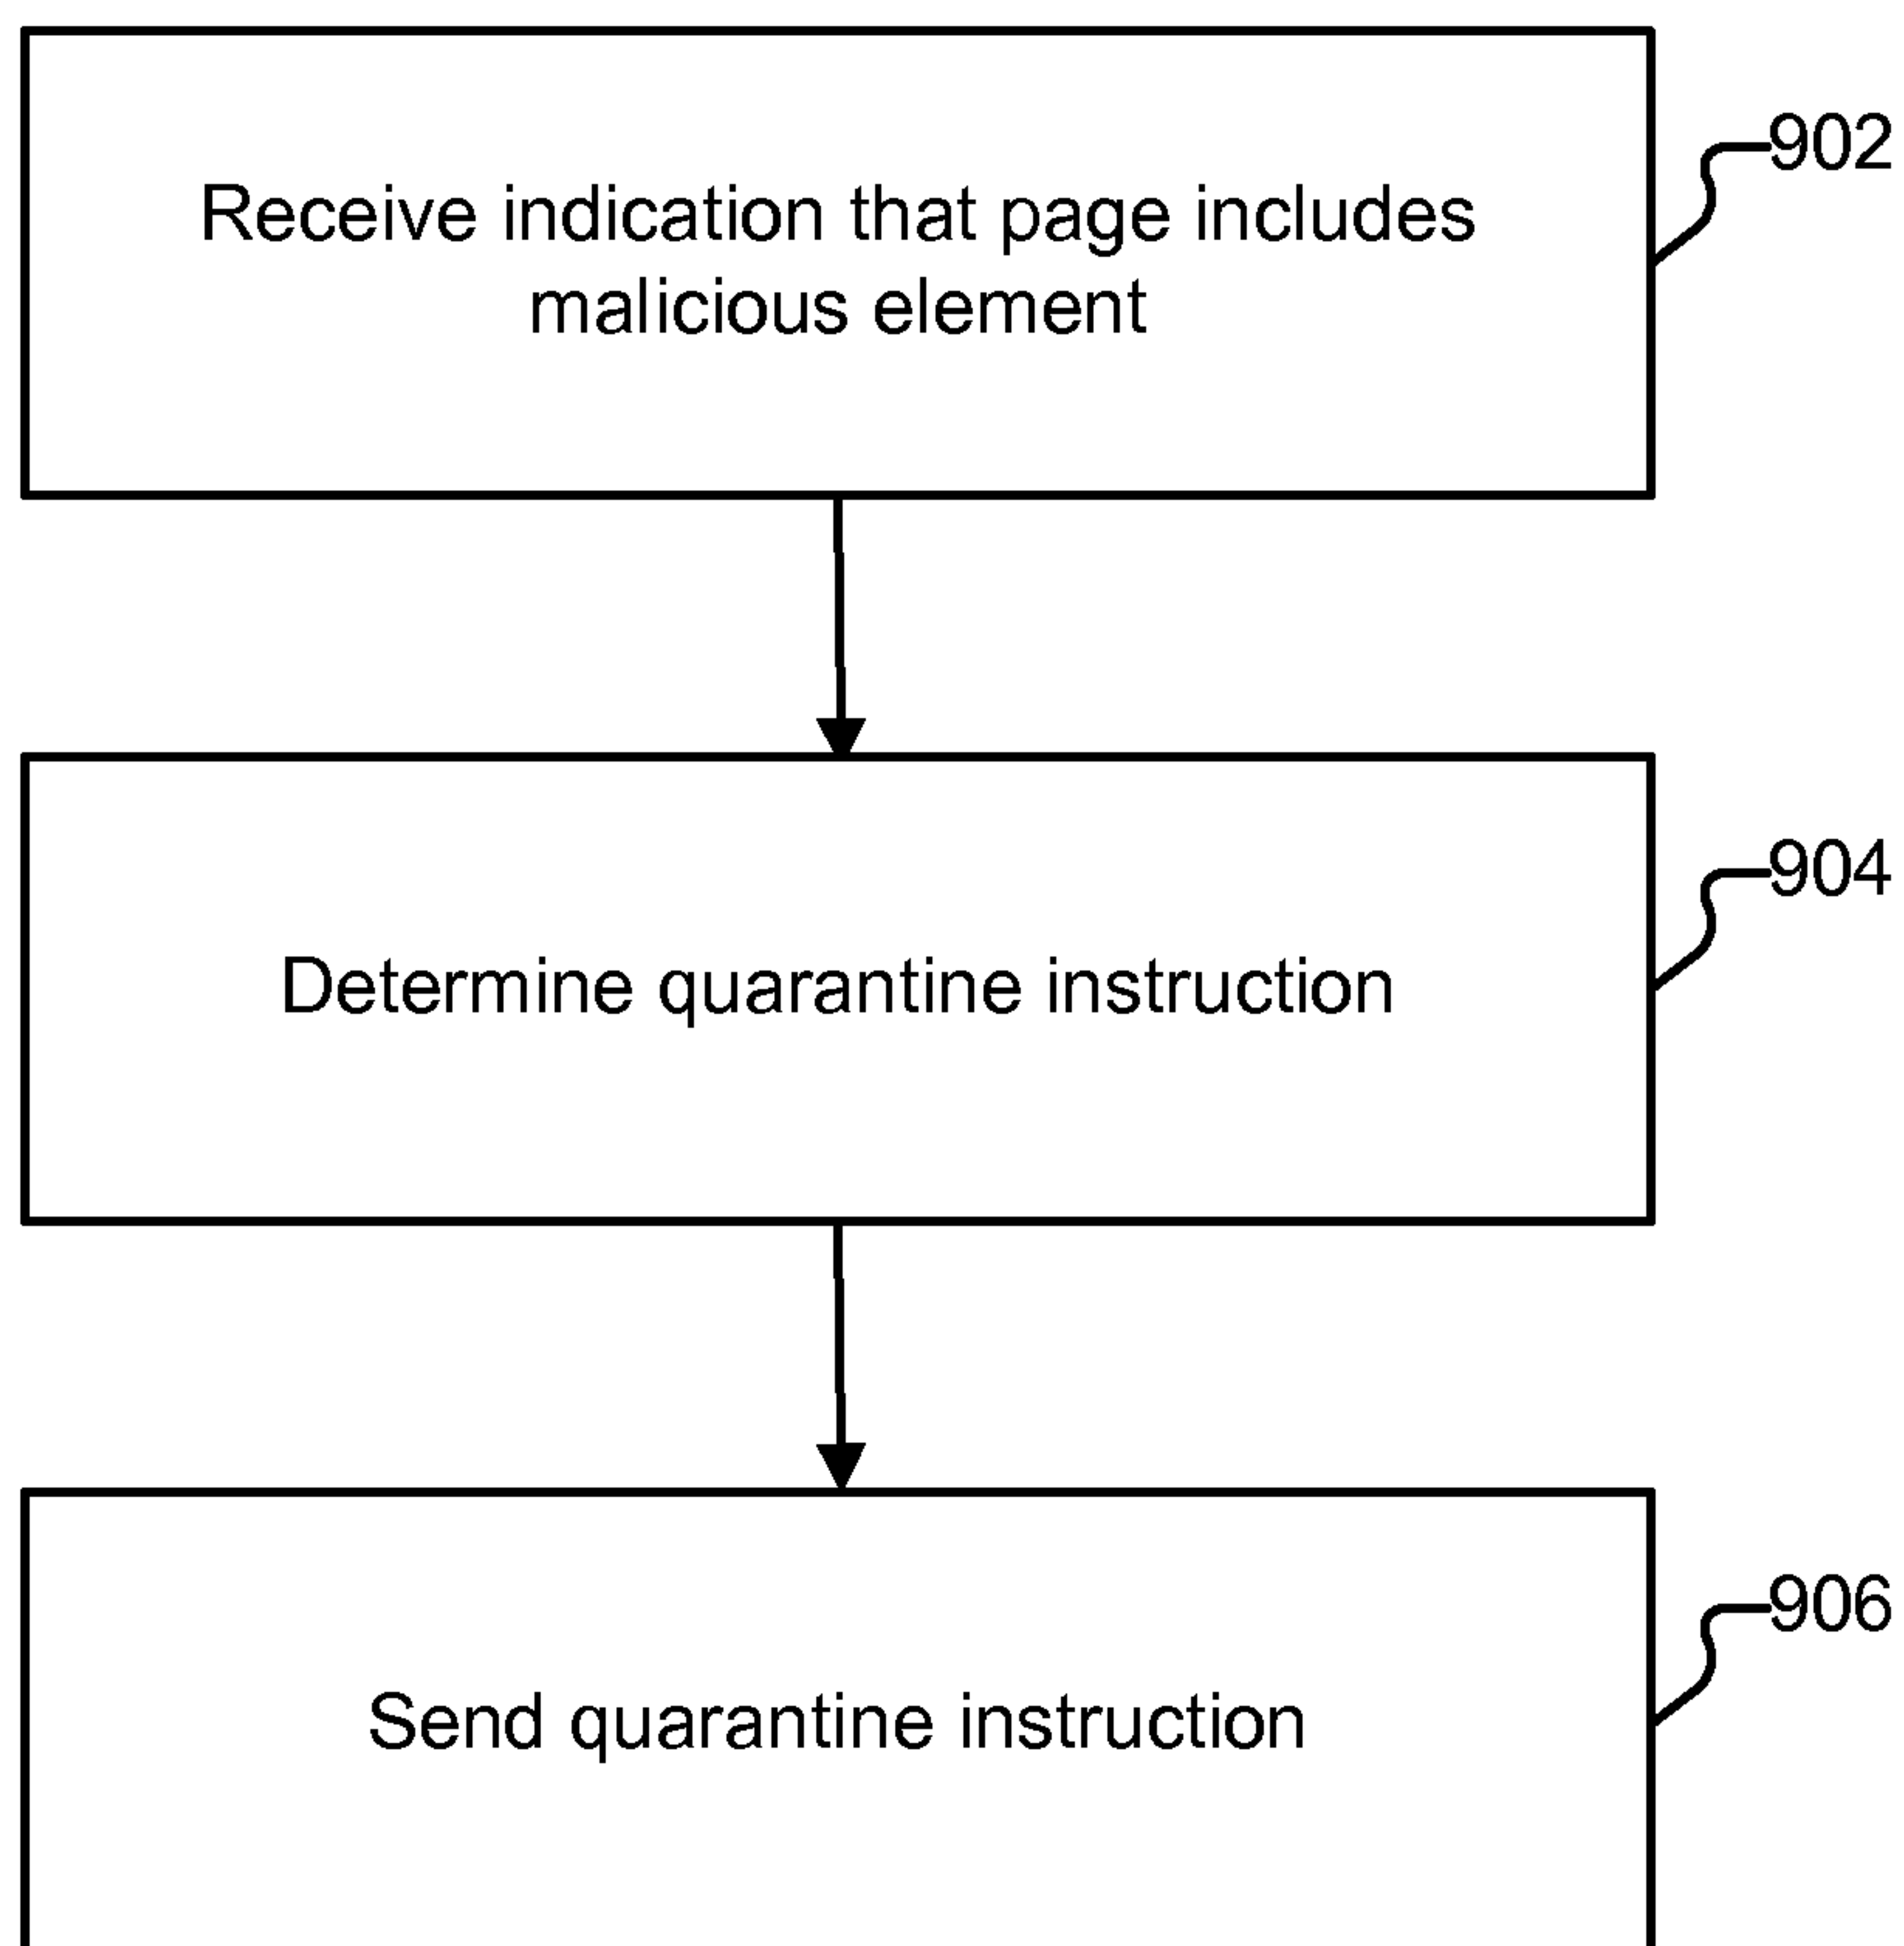 902
Receive indication that page includes
malicious element
904
Determine quarantine instruction
906
Send quarantine instruction